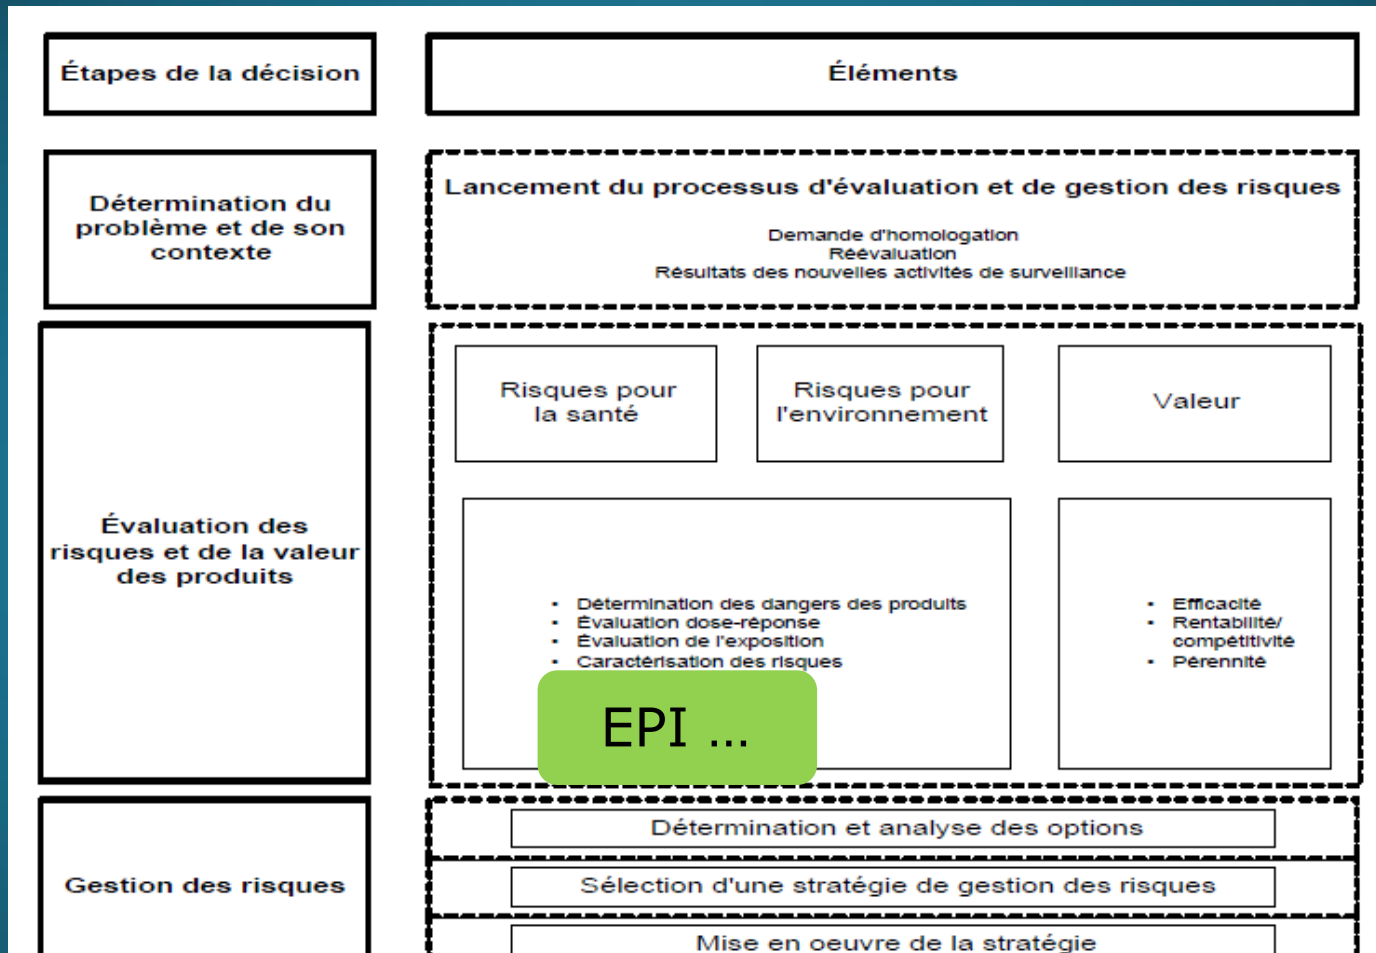 Étapes de la décision
Éléments
Détermination du
problème et de son
contexte
Lancement du processus d'évaluation et de gestion des risques
Demande d'homologation
Réévaluation
Résultats des nouvelles activités de surveillance
Évaluation des
risques et de la valeur
des produits
Risques pour
la santé
Risques pour
l'environnement
Valeur
• Détermination des dangers des produits
• Évaluation dose-réponse
• Évaluation de l'exposition
• Caractérisation des risques
• Efficacité
• Rentabilité/
compétitivité
• Pérennité
EPI ...
Gestion des risques
Détermination et analyse des options
Sélection d'une stratégie de gestion des risques
Mise en oeuvre de la stratégie